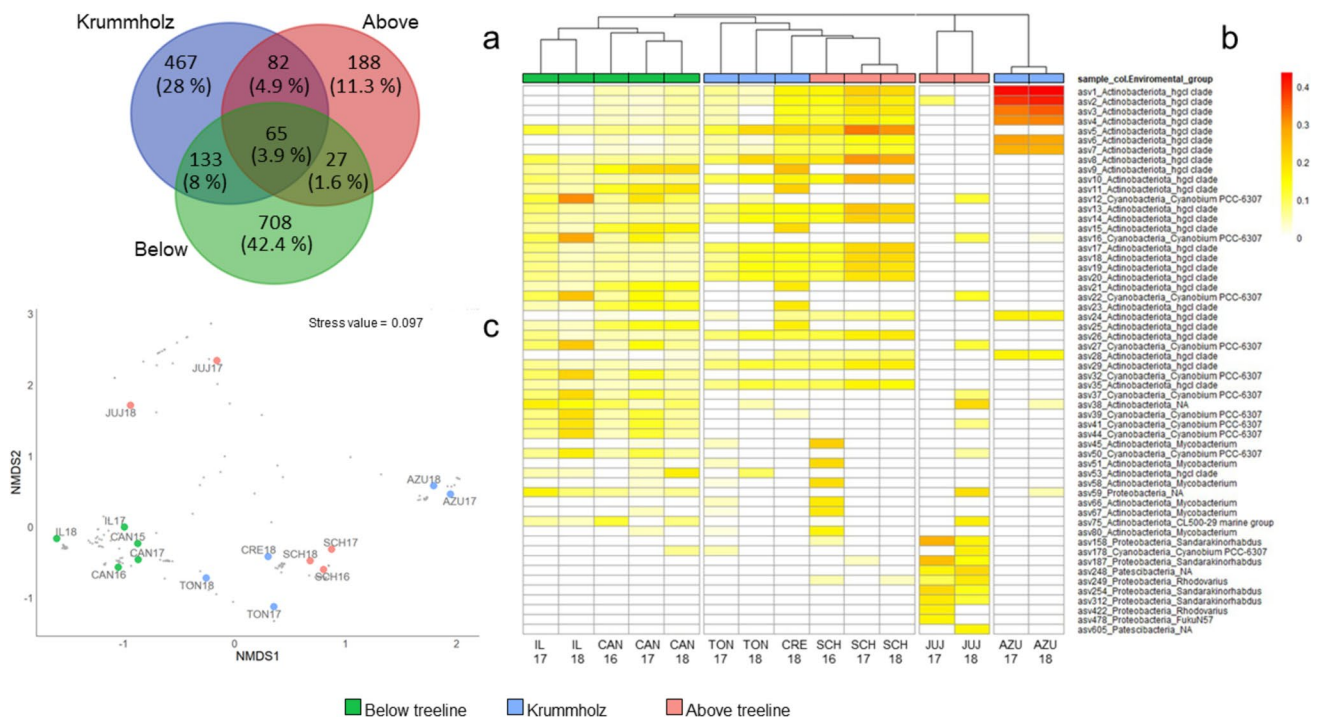 Krummholz
Above
467
(28 %)
82
(4.9 %)
188
(11.3 %)
65
(3.9 %)
133
(8 %)
27
(1.6 %)
708
(42.4 %)
Below
a
b
c
Stress value = 0.097
NMDS2
3
2
1
0
-1
JUJ17
JUJ18
AZU18
AZU17
IL17
IL18
CAN15
CAN17
CAN16
CRE18
SCH18
SCH17
SCH16
TON18
TON17
-1
0
1
2
NMDS1
sample_col.Enviromental_group
asv1_Actinobacteriota_hgcI clade
asv2_Actinobacteriota_hgcI clade
asv3_Actinobacteriota_hgcI clade
asv4_Actinobacteriota_hgcI clade
asv5_Actinobacteriota_hgcI clade
asv6_Actinobacteriota_hgcI clade
asv7_Actinobacteriota_hgcI clade
asv8_Actinobacteriota_hgcI clade
asv9_Actinobacteriota_hgcI clade
asv10_Actinobacteriota_hgcI clade
asv11_Actinobacteriota_hgcI clade
asv12_Cyanobacteria_Cyanobium PCC-6307
asv13_Actinobacteriota_hgcI clade
asv14_Actinobacteriota_hgcI clade
asv15_Actinobacteriota_hgcI clade
asv16_Cyanobacteria_Cyanobium PCC-6307
asv17_Actinobacteriota_hgcI clade
asv18_Actinobacteriota_hgcI clade
asv19_Actinobacteriota_hgcI clade
asv20_Actinobacteriota_hgcI clade
asv21_Actinobacteriota_hgcI clade
asv22_Cyanobacteria_Cyanobium PCC-6307
asv23_Actinobacteriota_hgcI clade
asv24_Actinobacteriota_hgcI clade
asv25_Actinobacteriota_hgcI clade
asv26_Actinobacteriota_hgcI clade
asv27_Cyanobacteria_Cyanobium PCC-6307
asv28_Actinobacteriota_hgcI clade
asv29_Actinobacteriota_hgcI clade
asv32_Cyanobacteria_Cyanobium PCC-6307
asv35_Actinobacteriota_hgcI clade
asv37_Cyanobacteria_Cyanobium PCC-6307
asv38_Actinobacteriota_NA
asv39_Cyanobacteria_Cyanobium PCC-6307
asv41_Cyanobacteria_Cyanobium PCC-6307
asv44_Cyanobacteria_Cyanobium PCC-6307
asv45_Actinobacteriota_Mycobacterium
asv50_Cyanobacteria_Cyanobium PCC-6307
asv51_Actinobacteriota_Mycobacterium
asv53_Actinobacteriota_hgcI clade
asv58_Actinobacteriota_Mycobacterium
asv59_Proteobacteria_NA
asv66_Actinobacteriota_Mycobacterium
asv67_Actinobacteriota_Mycobacterium
asv75_Actinobacteriota_CL500-29 marine group
asv80_Actinobacteriota_Mycobacterium
asv158_Proteobacteria_Sandarakinorhabdus
asv178_Cyanobacteria_Cyanobium PCC-6307
asv187_Proteobacteria_Sandarakinorhabdus
asv248_Patescibacteria_NA
asv249_Proteobacteria_Rhodovarius
asv254_Proteobacteria_Sandarakinorhabdus
asv312_Proteobacteria_Sandarakinorhabdus
asv422_Proteobacteria_Rhodovarius
asv478_Proteobacteria_FukuN57
asv605_Patescibacteria_NA
0.4
0.3
0.2
0.1
0
IL 17
IL 18
CAN 16
CAN 17
CAN 18
TON 17
TON 18
CRE 18
SCH 16
SCH 17
SCH 18
JUJ 17
JUJ 18
AZU 17
AZU 18
Below treeline
Krummholz
Above treeline